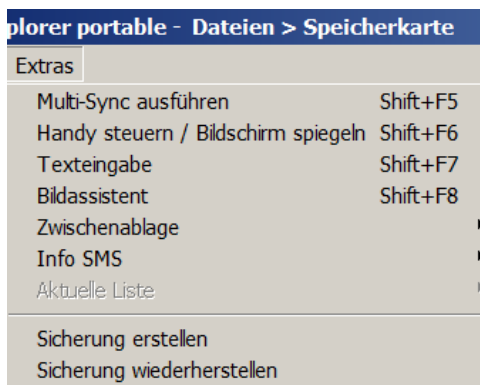 plorer portable - Dateien > Speicherkarte
Extras
Multi-Sync ausführen Shift+F5
Handy steuern / Bildschirm spiegeln Shift+F6
Texteingabe Shift+F7
Bildassistent Shift+F8
Zwischenablage
Info SMS
Aktuelle Liste
Sicherung erstellen
Sicherung wiederherstellen